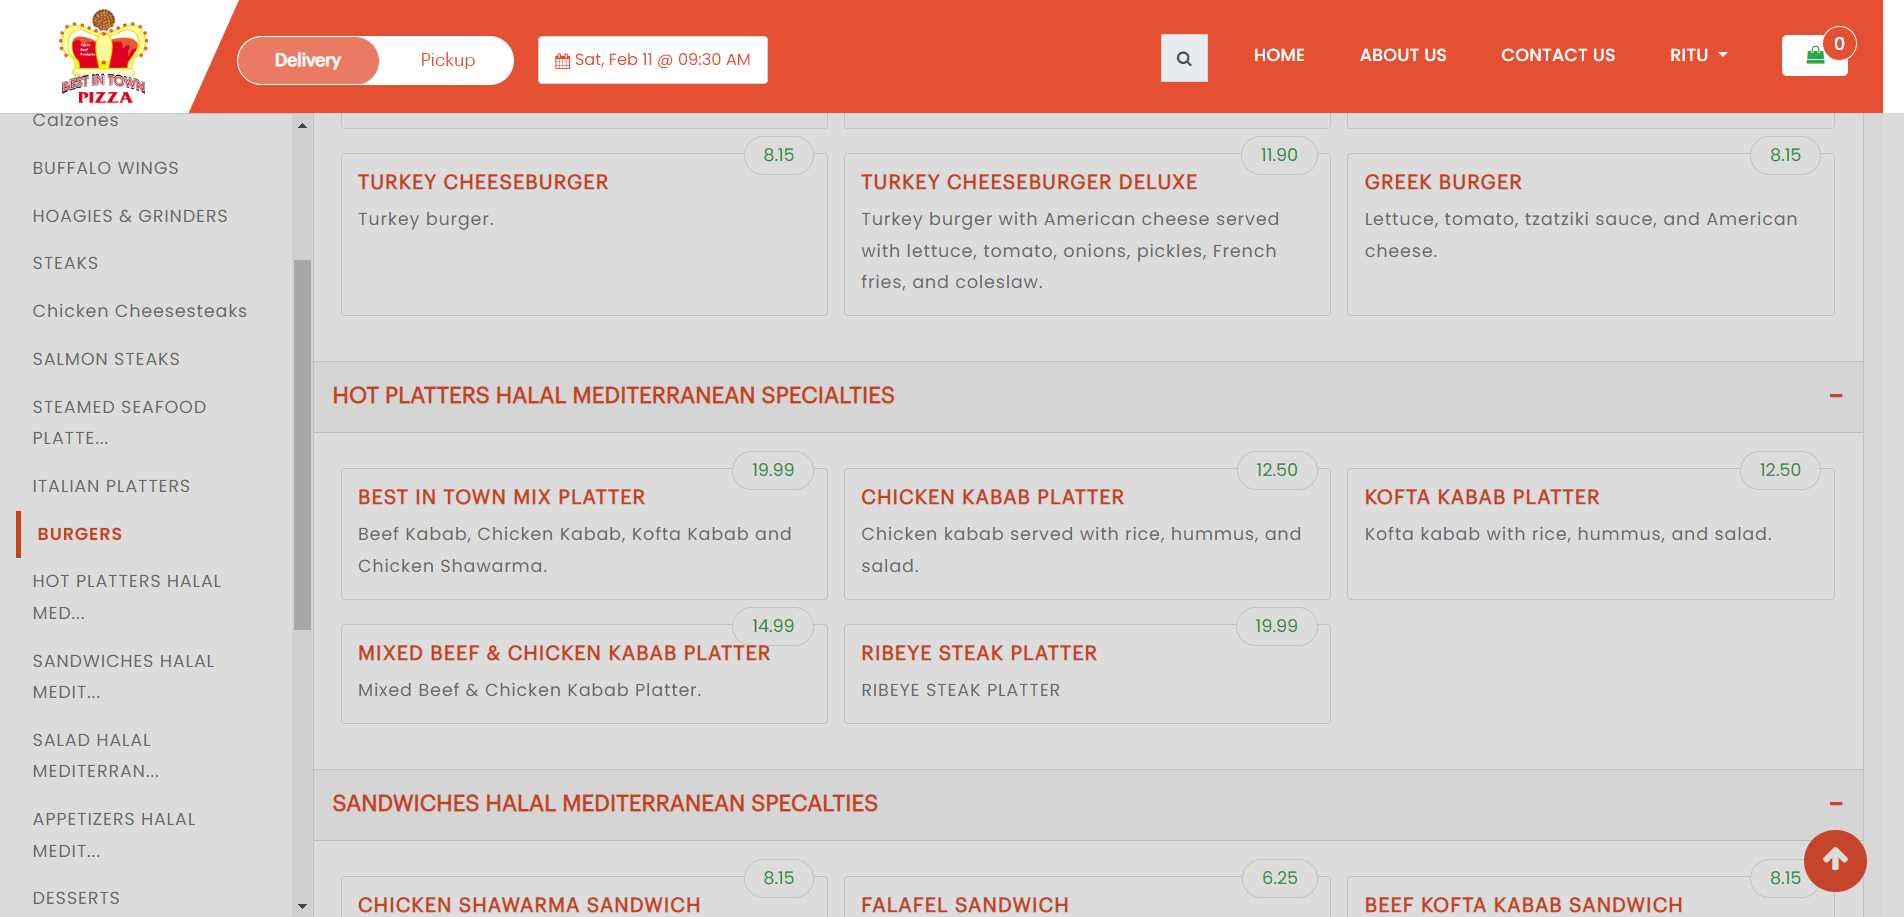 BEST IN TOWN
PIZZA
Delivery
Pickup
Sat, Feb 11 @ 09:30 AM
HOME
ABOUT US
CONTACT US
RITU
0
Calzones
BUFFALO WINGS
HOAGIES & GRINDERS
STEAKS
Chicken Cheesesteaks
SALMON STEAKS
STEAMED SEAFOOD
PLATTE...
ITALIAN PLATTERS
BURGERS
HOT PLATTERS HALAL
MED...
SANDWICHES HALAL
MEDIT...
SALAD HALAL
MEDITERRAN...
APPETIZERS HALAL
MEDIT...
DESSERTS
8.15
TURKEY CHEESEBURGER
Turkey burger.
11.90
TURKEY CHEESEBURGER DELUXE
Turkey burger with American cheese served
with lettuce, tomato, onions, pickles, French
fries, and coleslaw.
8.15
GREEK BURGER
Lettuce, tomato, tzatziki sauce, and American
cheese.
HOT PLATTERS HALAL MEDITERRANEAN SPECIALTIES
19.99
BEST IN TOWN MIX PLATTER
Beef Kabab, Chicken Kabab, Kofta Kabab and
Chicken Shawarma.
12.50
CHICKEN KABAB PLATTER
Chicken kabab served with rice, hummus, and
salad.
12.50
KOFTA KABAB PLATTER
Kofta kabab with rice, hummus, and salad.
14.99
MIXED BEEF & CHICKEN KABAB PLATTER
Mixed Beef & Chicken Kabab Platter.
19.99
RIBEYE STEAK PLATTER
RIBEYE STEAK PLATTER
SANDWICHES HALAL MEDITERRANEAN SPECALTIES
8.15
CHICKEN SHAWARMA SANDWICH
6.25
FALAFEL SANDWICH
8.15
BEEF KOFTA KABAB SANDWICH